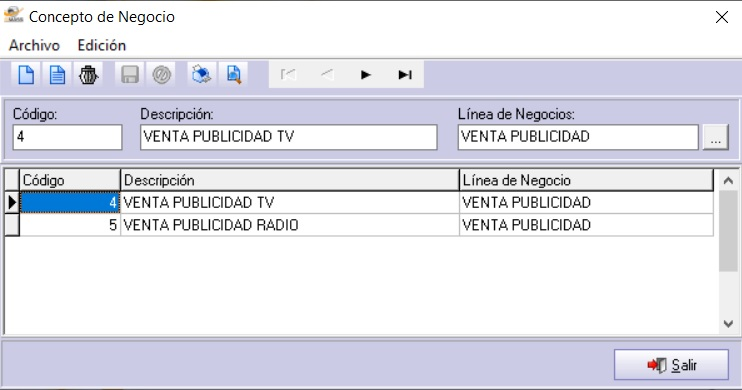 Concepto de Negocio
Archivo Edición
Código: Descripción: Línea de Negocios:
4 VENTA PUBLICIDAD TV VENTA PUBLICIDAD ...
Código Descripción Línea de Negocio
4 VENTA PUBLICIDAD TV VENTA PUBLICIDAD
5 VENTA PUBLICIDAD RADIO VENTA PUBLICIDAD
Salir